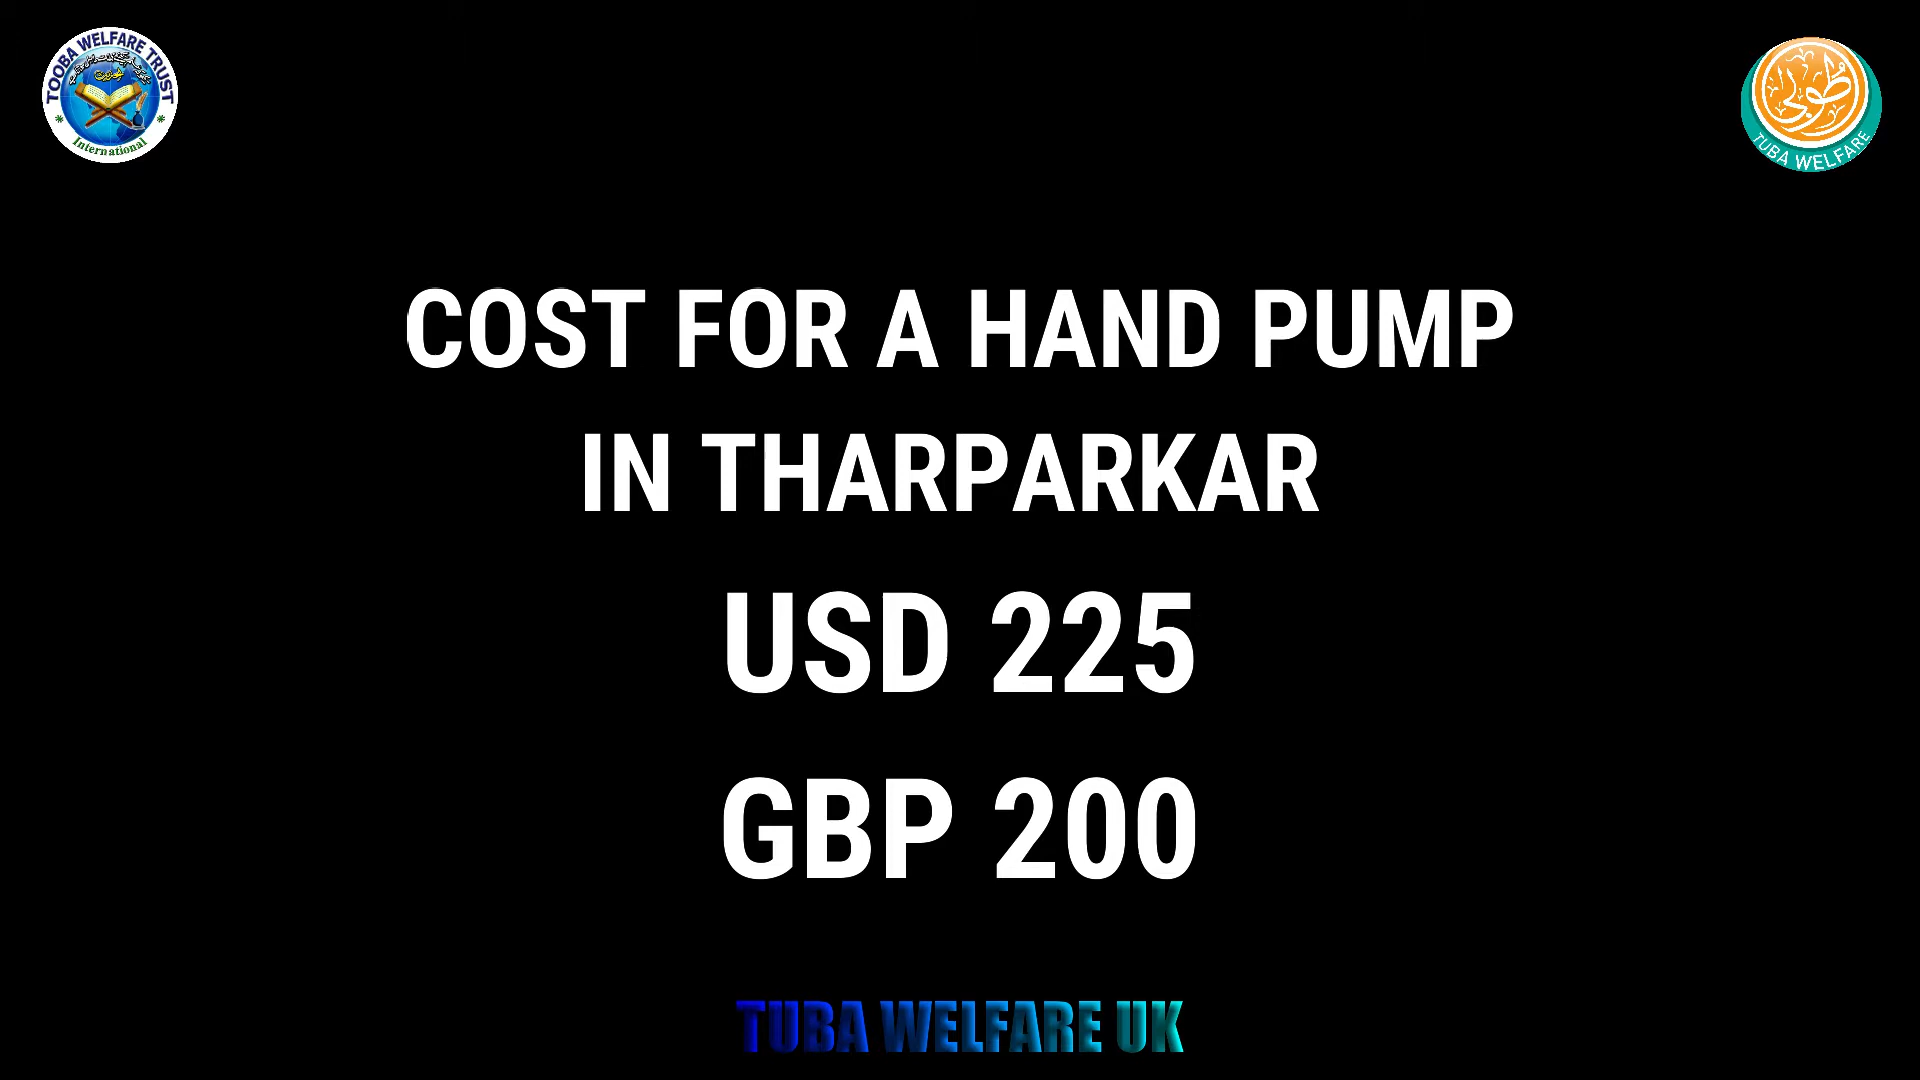 TOOBA WELFARE TRUST
International
طوبى
TUBA WELFARE
COST FOR A HAND PUMP
IN THARPARKAR
USD 225
GBP 200
TUBA WELFARE UK